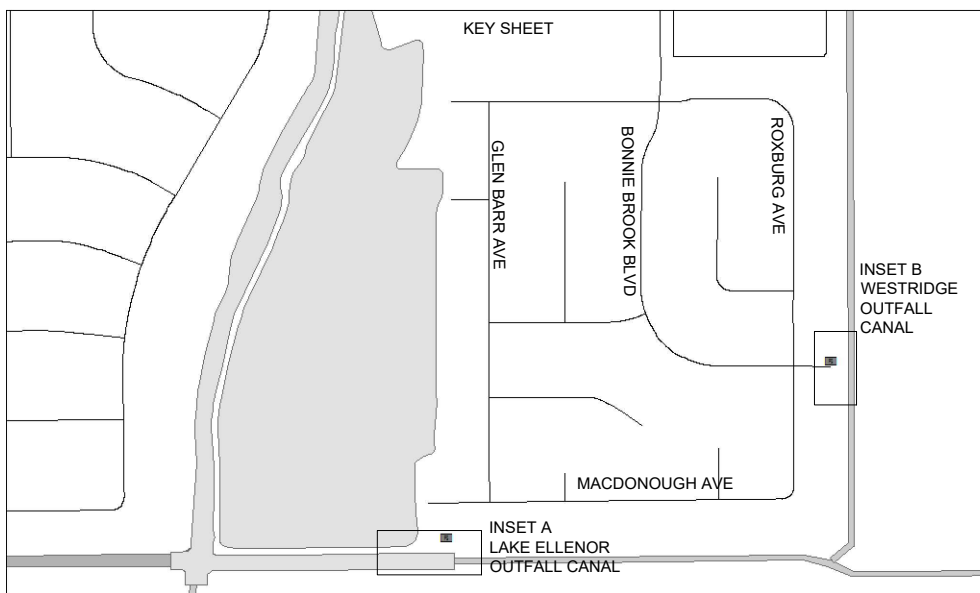 KEY SHEET
GLEN BARR AVE
BONNIE BROOK BLVD
ROXBURG AVE
INSET B
WESTRIDGE
OUTFALL
CANAL
MACDONOUGH AVE
INSET A
LAKE ELLENOR
OUTFALL CANAL